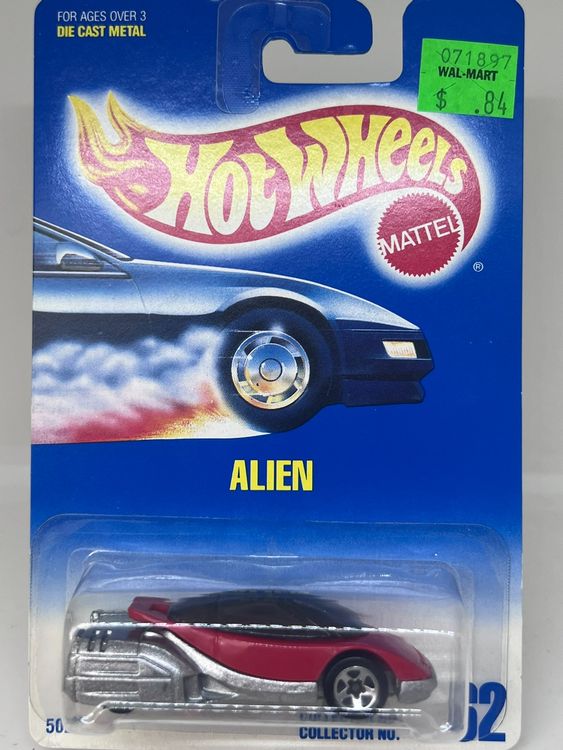 FOR AGES OVER 3
DIE CAST METAL
071897
WAL-MART
$ .84
Hot Wheels
MATTEL
®
ALIEN
COLLECTOR NO.